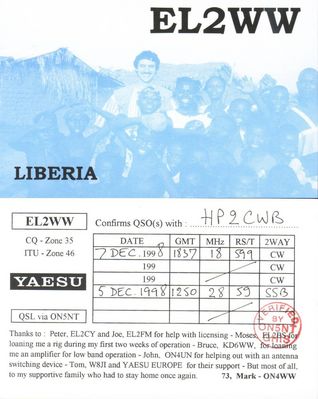 EL2WW
LIBERIA
EL2WW Confirms QSO(s) with : HP2CWB
CQ - Zone 35
ITU - Zone 46
YAESU
QSL via ON5NT
DATE GMT MHz RS/T 2WAY
7 DEC. 1998 1837 18 599 CW
199 CW
199 CW
5 DEC. 1998 1250 28 59 SSB
VERIFIED BY ON5NT GHIS
Thanks to : Peter, EL2CY and Joe, EL2FM for help with licensing - Moses, for
loaning me a rig during my first two weeks of operation - Bruce, KD6WW, for loaning
me an amplifier for low band operation - John, ON4UN for helping out with an antenna
switching device - Tom, W8JI and YAESU EUROPE for their support - But most of all,
to my supportive family who had to stay home once again. 73, Mark - ON4WW